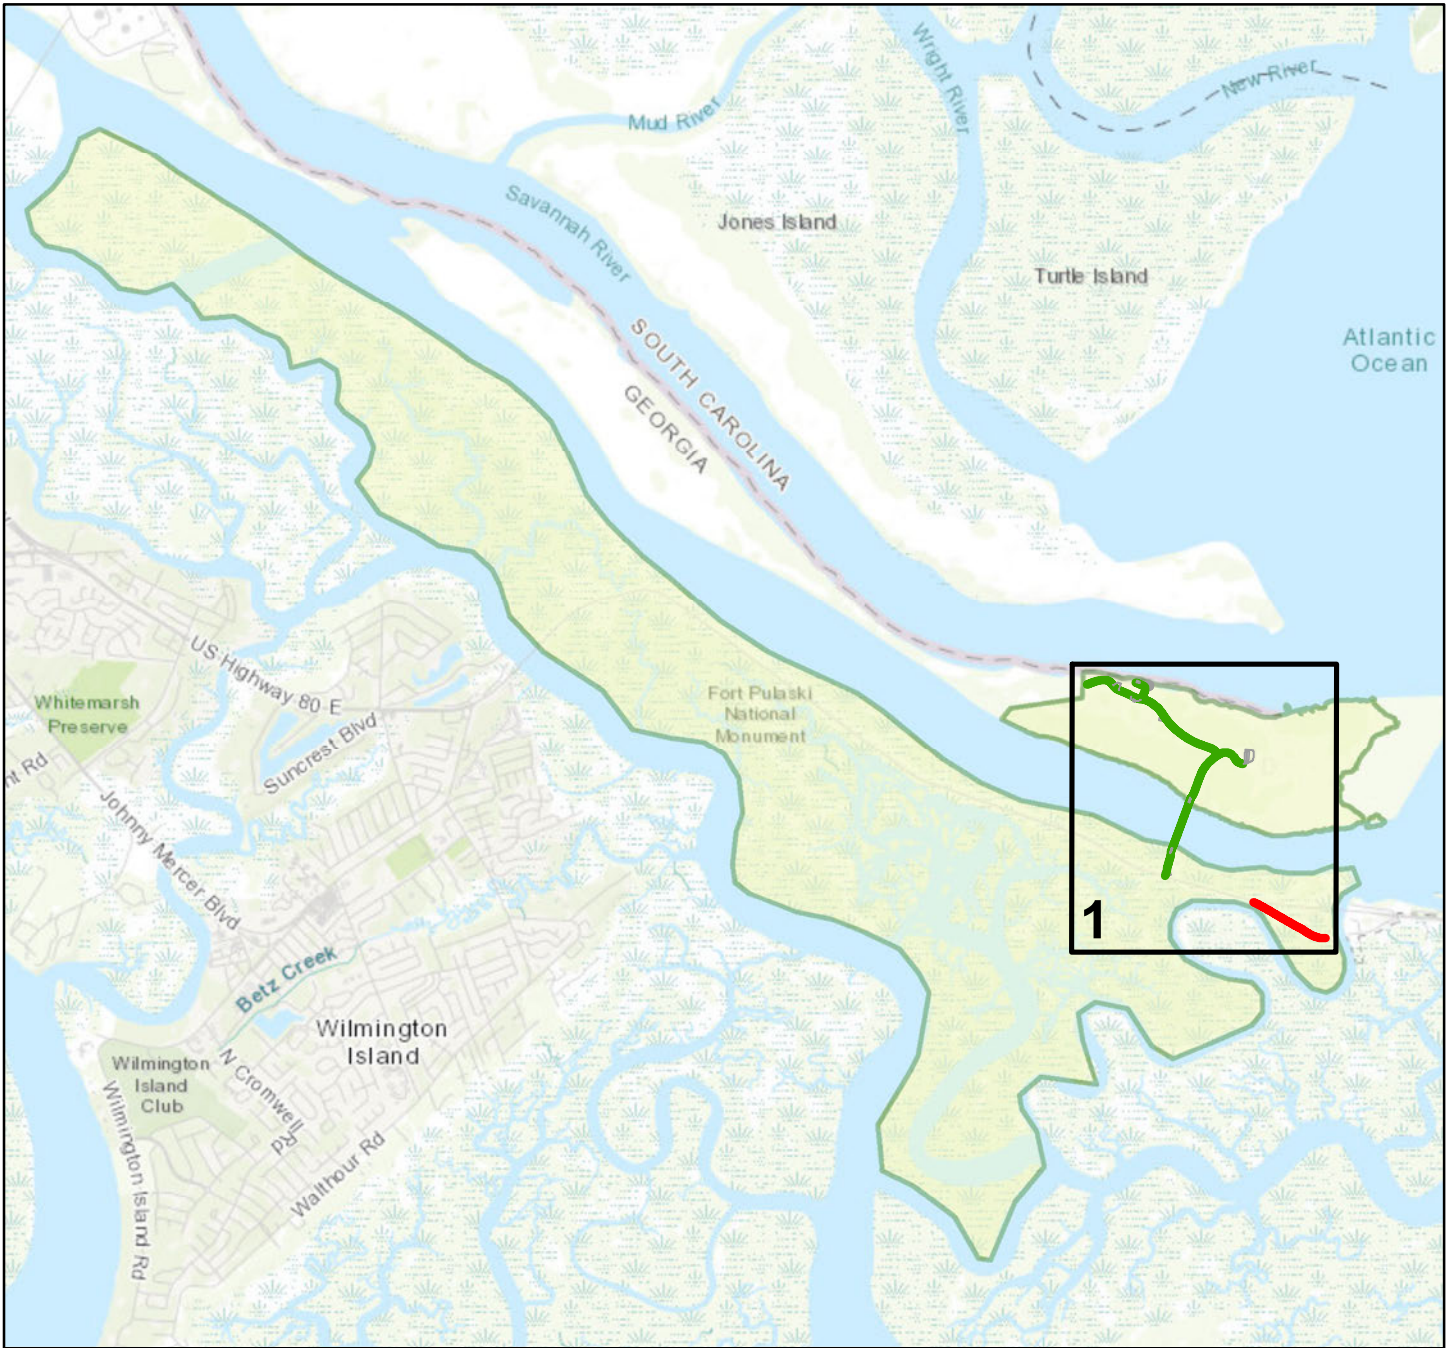 Wright River
New River
Mud River
Savannah River
Jones Island
Turtle Island
Atlantic
Ocean
SOUTH CAROLINA
GEORGIA
US Highway 80 E
Whitemarsh
Preserve
Suncrest Blvd
nt Rd
Johnny Mercer Blvd
Fort Pulaski
National
Monument
1
Betz Creek
Wilmington
Island
Wilmington
Island
Club
N Cromwell
Rd
Walthour Rd
Wilmington Island Rd